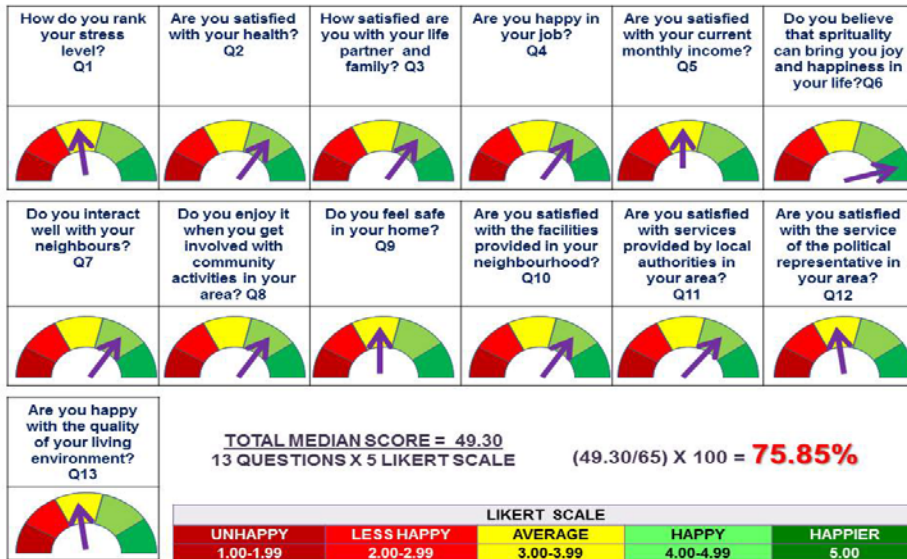 How do you rank
your stress
level?
Q1
Are you satisfied
with your health?
Q2
How satisfied are
you with your life
partner and
family? Q3
Are you happy in
your job?
Q4
Are you satisfied
with your current
monthly income?
Q5
Do you believe
that sprituality
can bring you joy
and happiness in
your life?Q6
Do you interact
well with your
neighbours?
Q7
Do you enjoy it
when you get
involved with
community
activities in your
area? Q8
Do you feel safe
in your home?
Q9
Are you satisfied
with the facilities
provided in your
neighbourhood?
Q10
Are you satisfied
with services
provided by local
authorities in
your area?
Q11
Are you satisfied
with the service
of the political
representative in
your area?
Q12
Are you happy
with the quality
of your living
environment?
Q13
TOTAL MEDIAN SCORE = 49.30
13 QUESTIONS X 5 LIKERT SCALE
(49.30/65) X 100 = 75.85%
LIKERT SCALE
UNHAPPY LESS HAPPY AVERAGE HAPPY HAPPIER
1.00-1.99 2.00-2.99 3.00-3.99 4.00-4.99 5.00